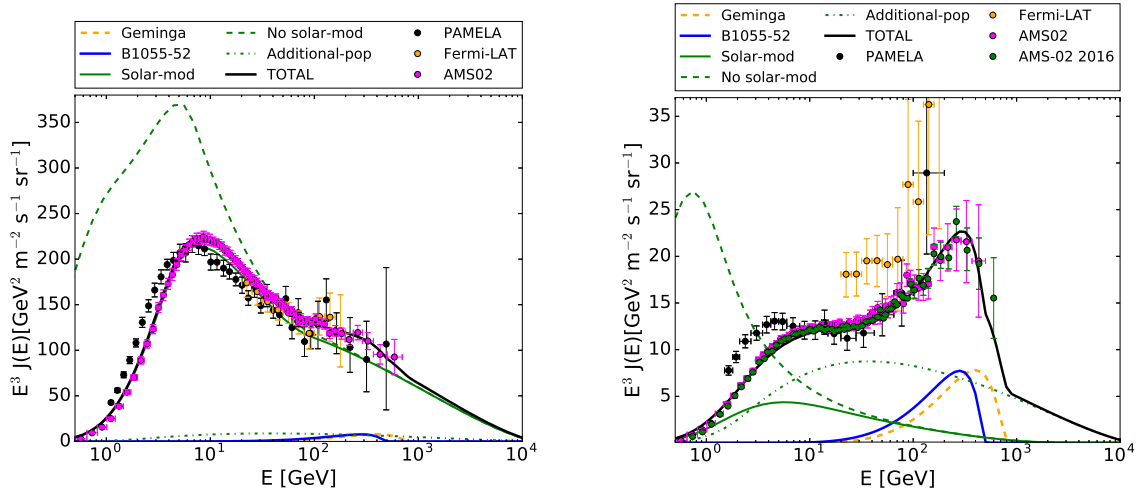 Geminga No solar-mod PAMELA
B1055-52 Additional-pop Fermi-LAT
Solar-mod TOTAL AMS02
350
300
250
200
150
100
50
0
E³ J(E)[GeV² m⁻² s⁻¹ sr⁻¹]
10⁰ 10¹ 10² 10³ 10⁴
E [GeV]
Geminga Additional-pop Fermi-LAT
B1055-52 TOTAL AMS02
Solar-mod PAMELA AMS-02 2016
No solar-mod
35
30
25
20
15
10
5
0
E³ J(E)[GeV² m⁻² s⁻¹ sr⁻¹]
10⁰ 10¹ 10² 10³ 10⁴
E [GeV]